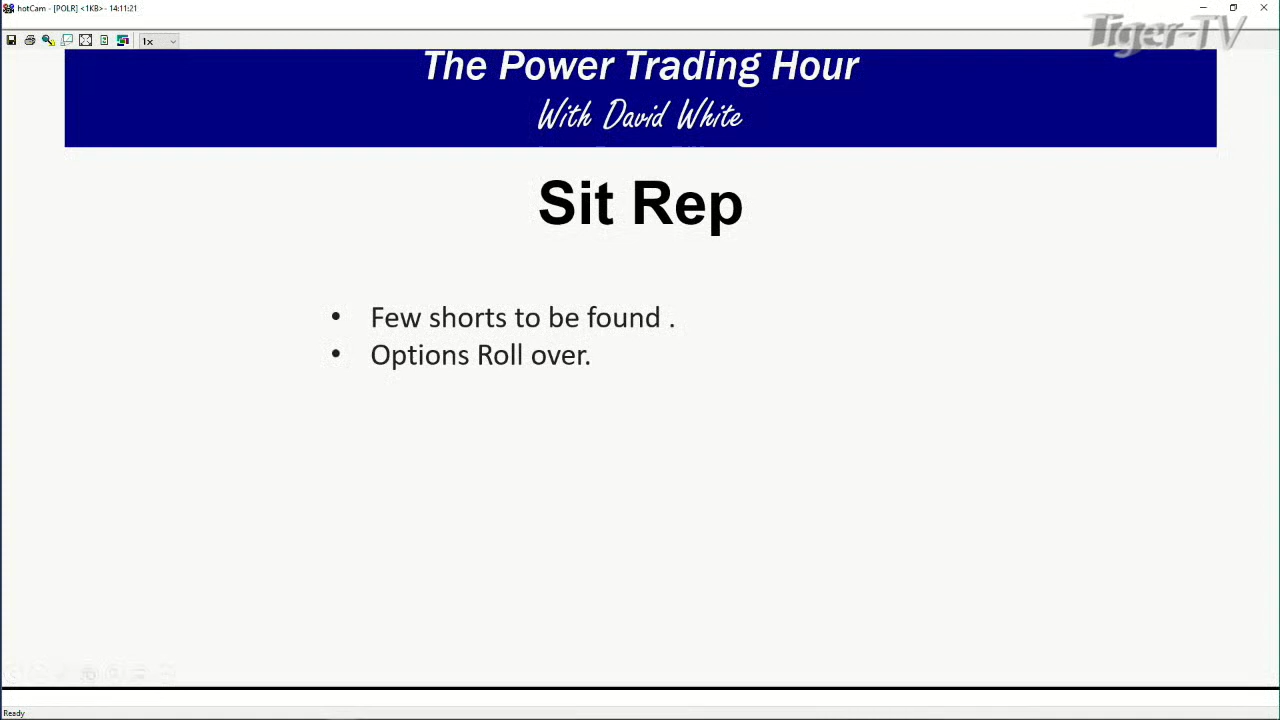 hotCam - [POLR] <1KB> - 14:11:21
Tiger-TV
1x
The Power Trading Hour
With David White
Sit Rep
• Few shorts to be found .
• Options Roll over.
Ready